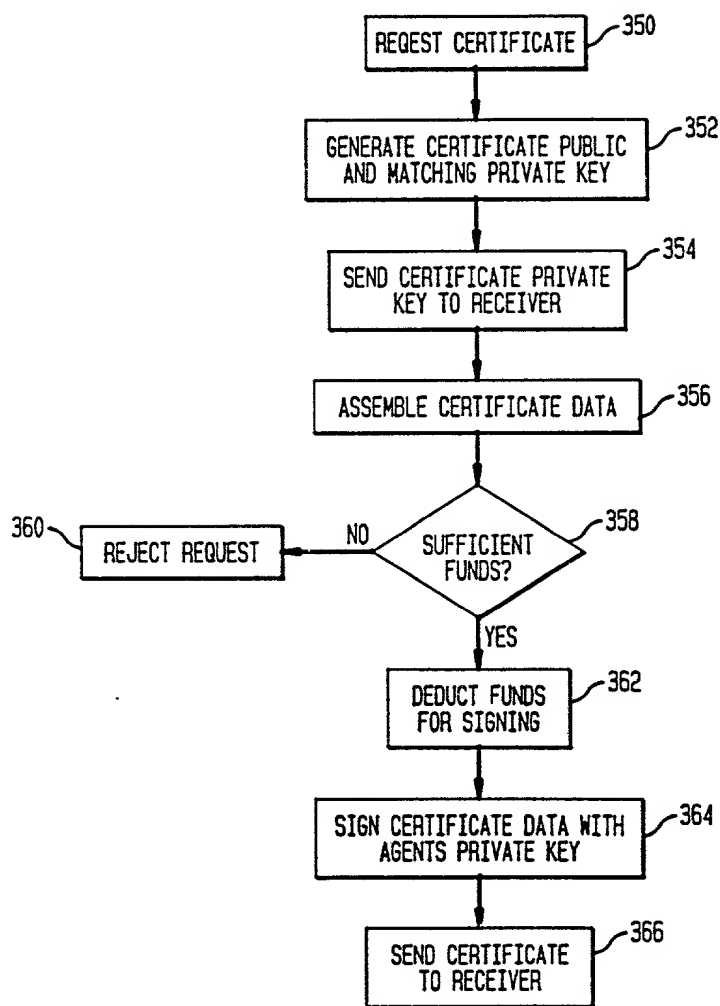 REQEST CERTIFICATE
350
GENERATE CERTIFICATE PUBLIC
AND MATCHING PRIVATE KEY
352
SEND CERTIFICATE PRIVATE
KEY TO RECEIVER
354
ASSEMBLE CERTIFICATE DATA
356
SUFFICIENT
FUNDS?
358
NO
360
REJECT REQUEST
YES
DEDUCT FUNDS
FOR SIGNING
362
SIGN CERTIFICATE DATA WITH
AGENTS PRIVATE KEY
364
SEND CERTIFICATE
TO RECEIVER
366